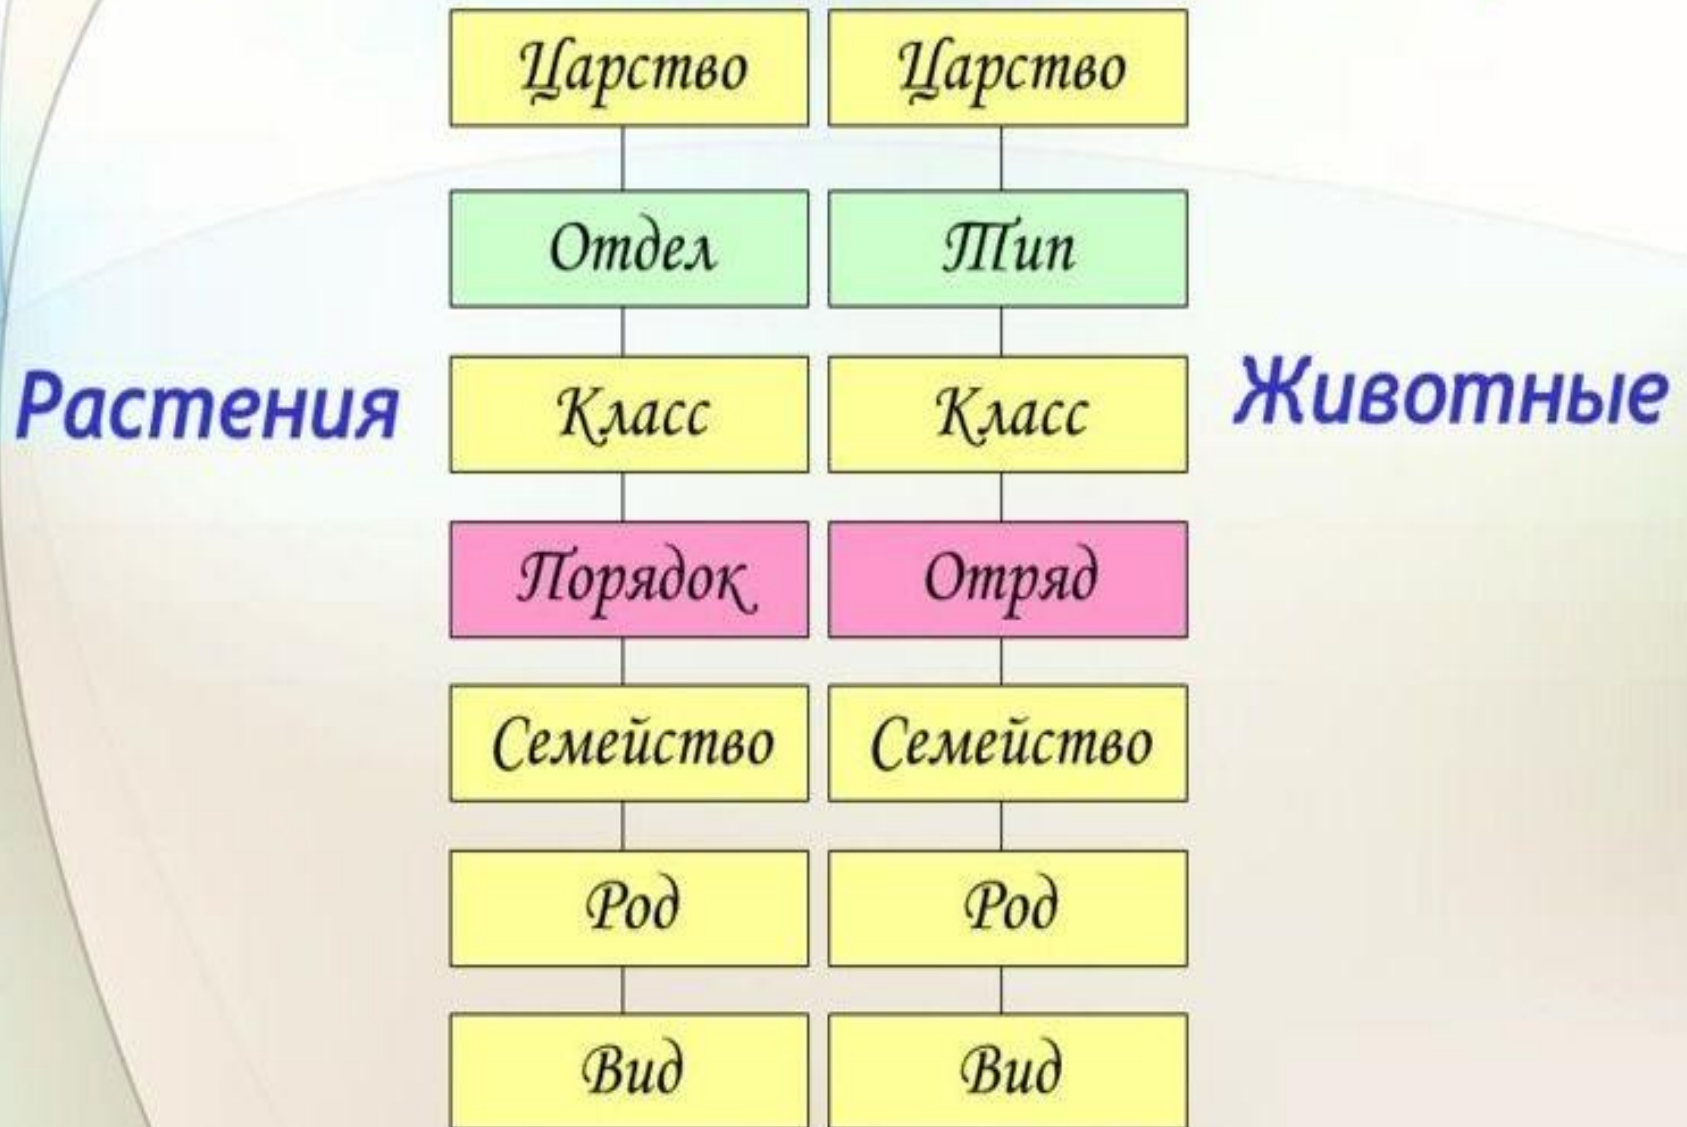 Царство Царство
Отдел Тип
Растения Класс Класс Животные
Порядок Отряд
Семейство Семейство
Род Род
Вид Вид